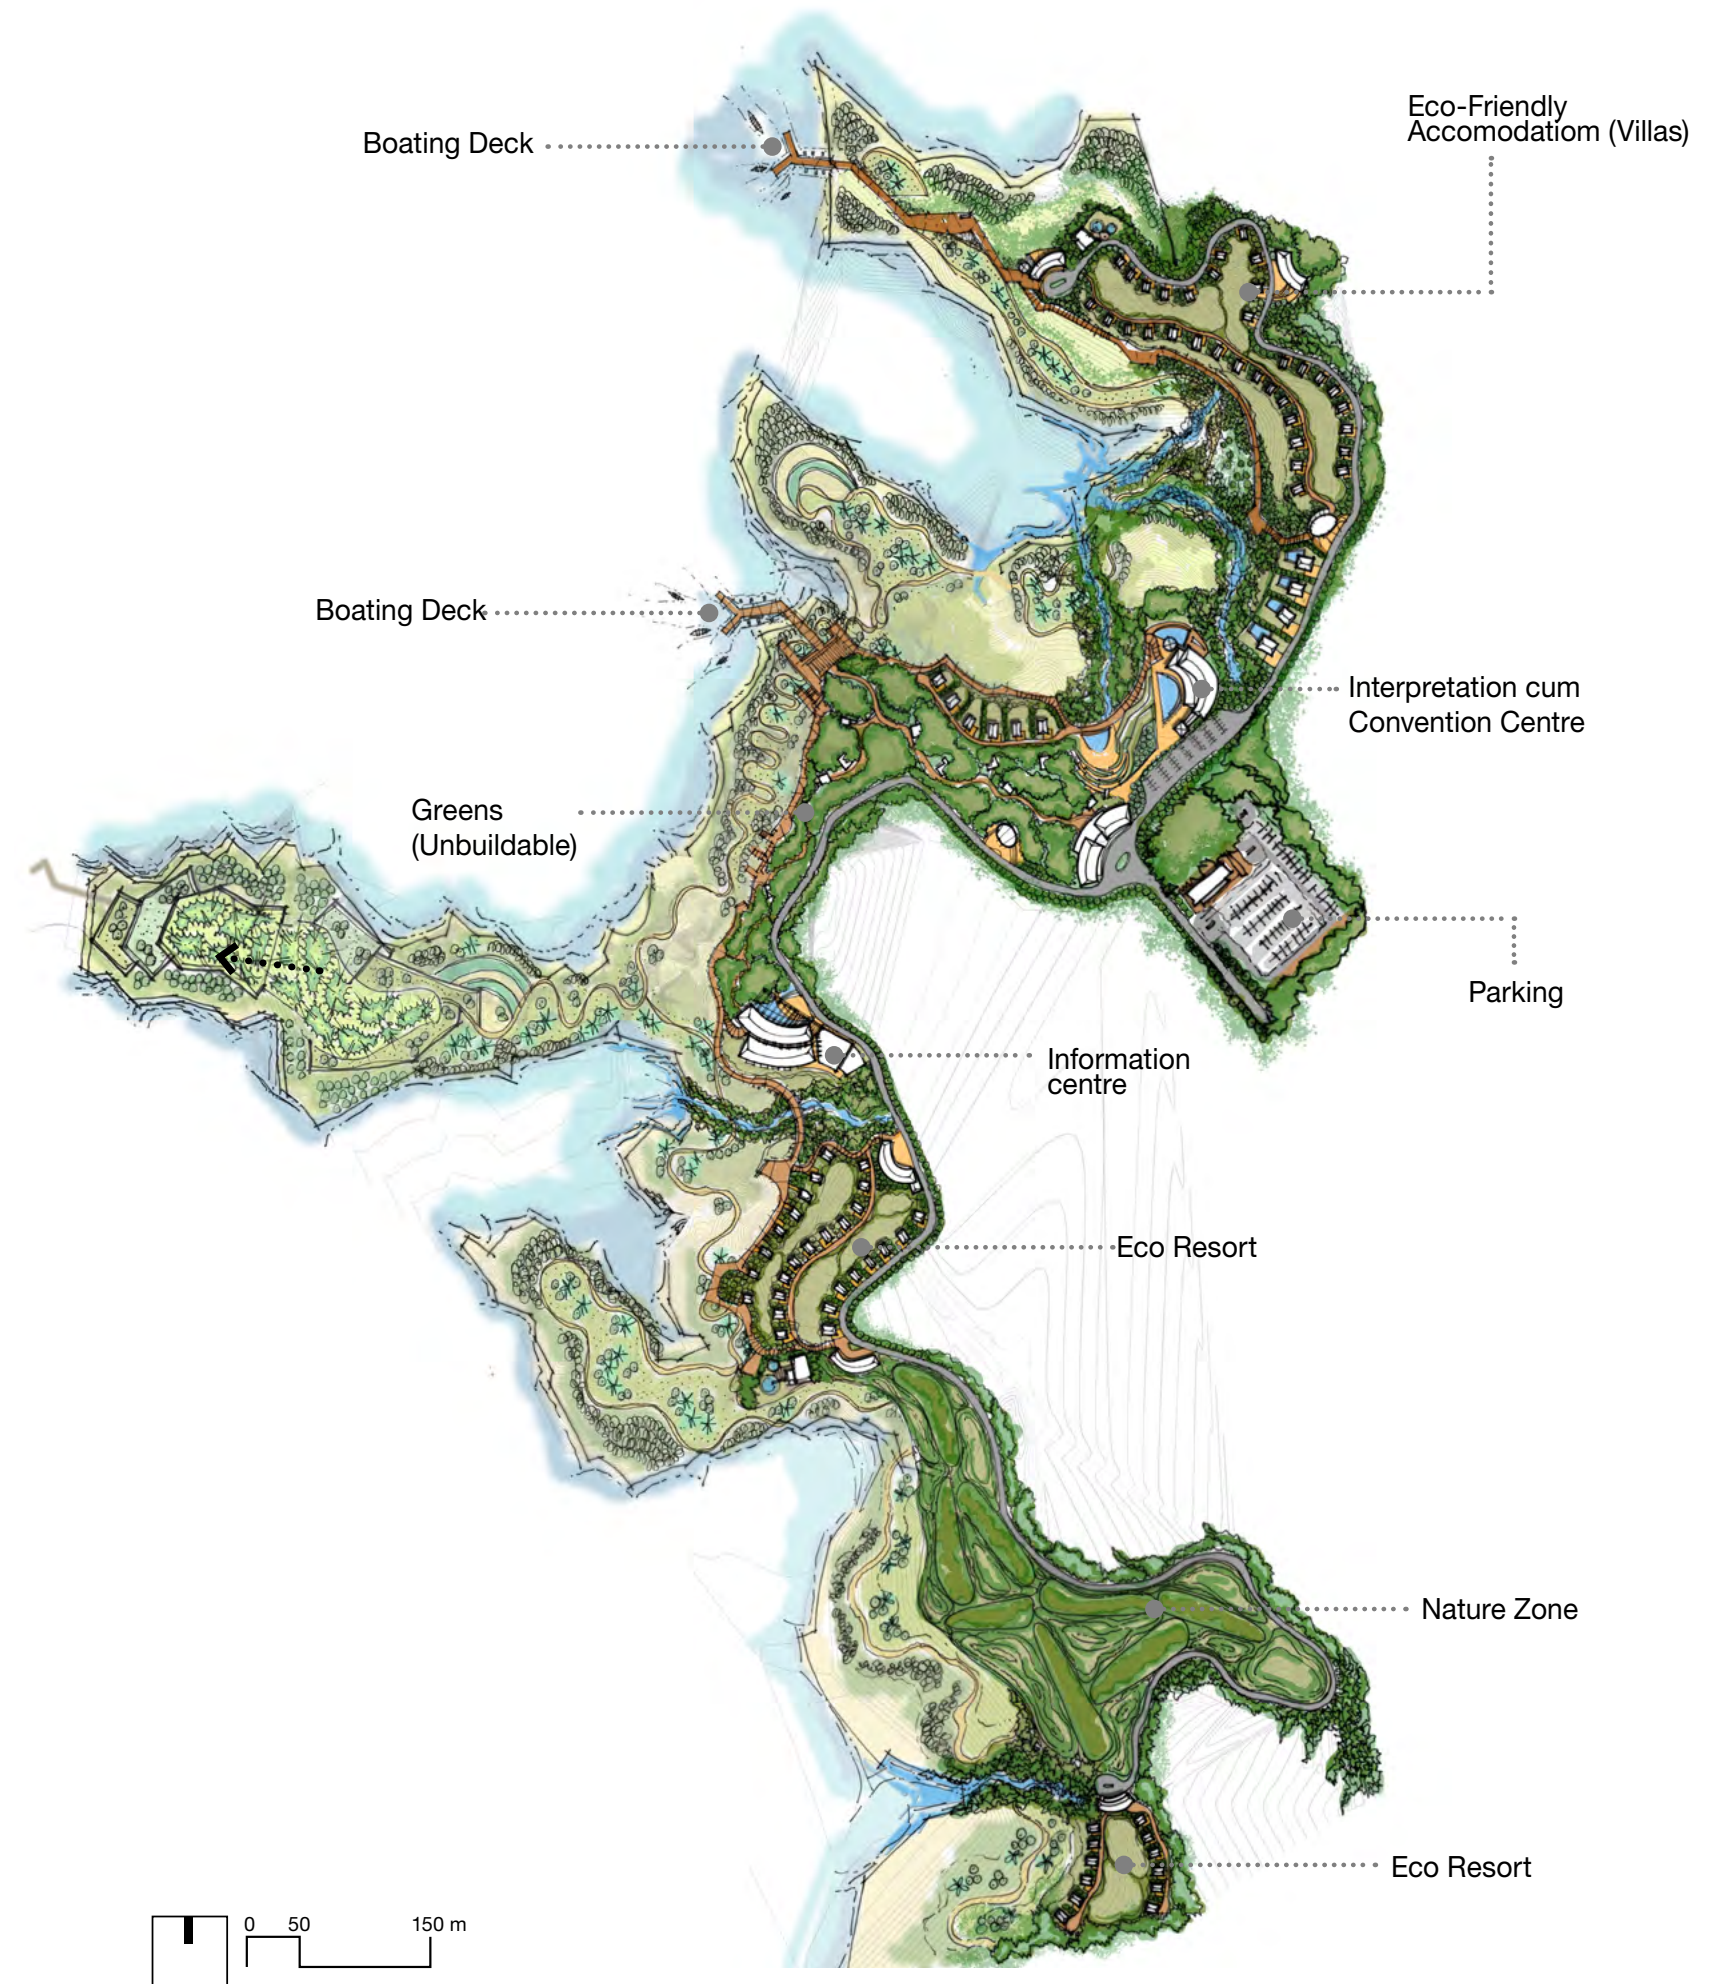 Eco-Friendly
Accomodatiom (Villas)
Boating Deck
Boating Deck
Interpretation cum
Convention Centre
Greens
(Unbuildable)
Parking
Information
centre
Eco Resort
Nature Zone
Eco Resort
0 50 150 m